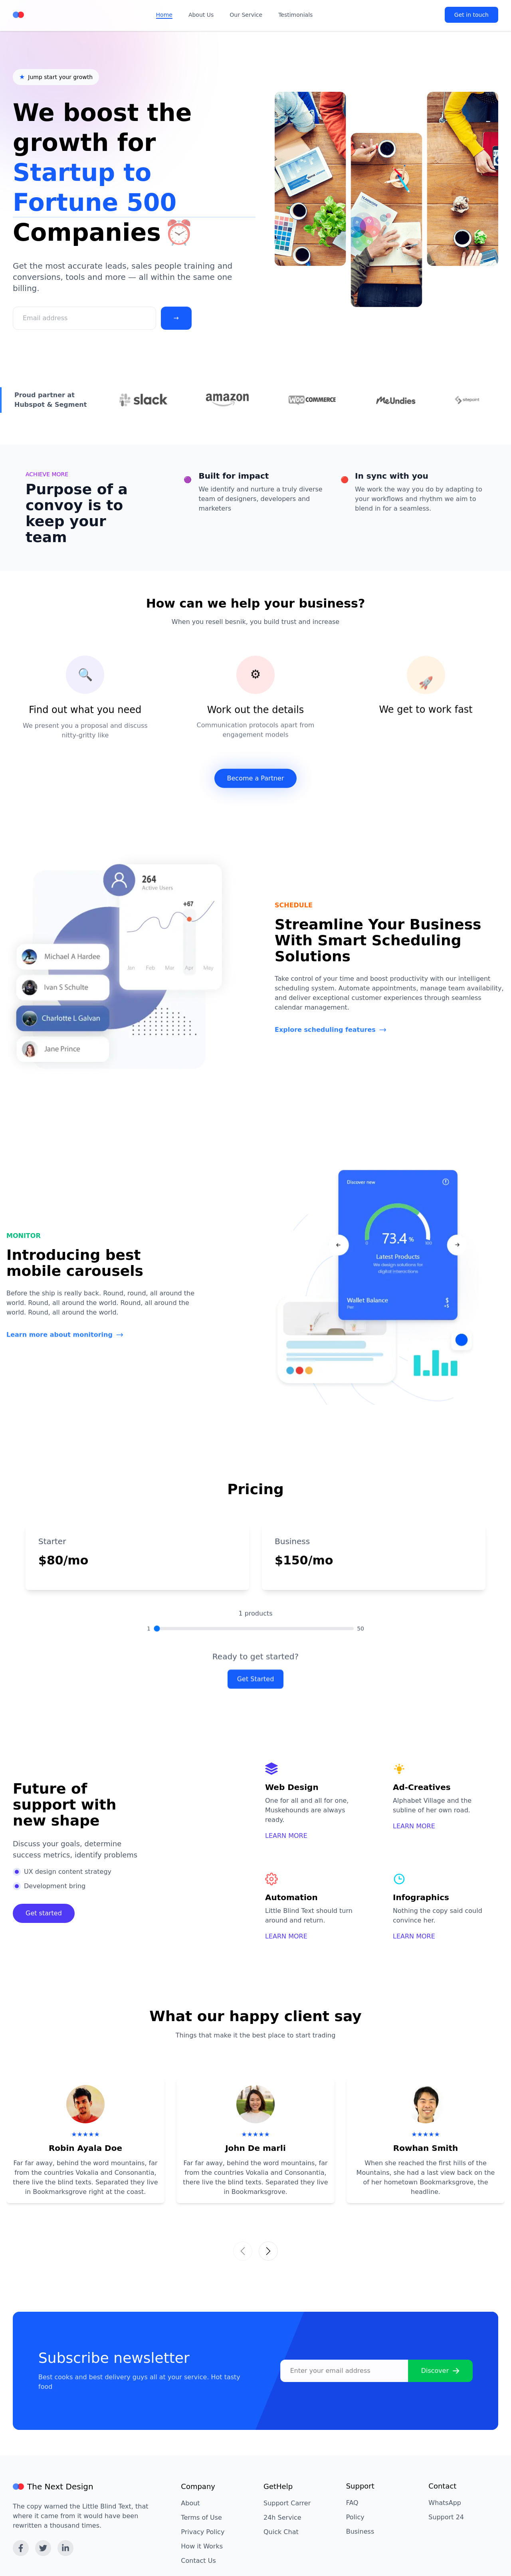 Home
About Us
Our Service
Testimonials
Get in touch
★ Jump start your growth
We boost the
growth for
Startup to
Fortune 500
Companies ⏰
Get the most accurate leads, sales people training and
conversions, tools and more — all within the same one
billing.
Email address
→
Proud partner at
Hubspot & Segment
slack
amazon
WOO COMMERCE
MeUndies
sitepoint
ACHIEVE MORE
Purpose of a
convoy is to
keep your
team
Built for impact
We identify and nurture a truly diverse
team of designers, developers and
marketers
In sync with you
We work the way you do by adapting to
your workflows and rhythm we aim to
blend in for a seamless.
How can we help your business?
When you resell besnik, you build trust and increase
Find out what you need
We present you a proposal and discuss
nitty-gritty like
Work out the details
Communication protocols apart from
engagement models
We get to work fast
Become a Partner
264
Active Users
+67
Jan Feb Mar Apr May
Michael A Hardee
Ivan S Schulte
Charlotte L Galvan
Jane Prince
SCHEDULE
Streamline Your Business
With Smart Scheduling
Solutions
Take control of your time and boost productivity with our intelligent
scheduling system. Automate appointments, manage team availability,
and deliver exceptional customer experiences through seamless
calendar management.
Explore scheduling features →
MONITOR
Introducing best
mobile carousels
Before the ship is really back. Round, round, all around the
world. Round, all around the world. Round, all around the
world. Round, all around the world.
Learn more about monitoring →
Discover new
73.4 %
Latest Products
We design solutions for
digital interactions
Wallet Balance
$
Pier
+$
Pricing
Starter
$80/mo
Business
$150/mo
1 products
1
50
Ready to get started?
Get Started
Future of
support with
new shape
Discuss your goals, determine
success metrics, identify problems
UX design content strategy
Development bring
Get started
Web Design
One for all and all for one,
Muskehounds are always
ready.
LEARN MORE
Ad-Creatives
Alphabet Village and the
subline of her own road.
LEARN MORE
Automation
Little Blind Text should turn
around and return.
LEARN MORE
Infographics
Nothing the copy said could
convince her.
LEARN MORE
What our happy client say
Things that make it the best place to start trading
★★★★★
Robin Ayala Doe
Far far away, behind the word mountains, far
from the countries Vokalia and Consonantia,
there live the blind texts. Separated they live
in Bookmarksgrove right at the coast.
★★★★★
John De marli
Far far away, behind the word mountains, far
from the countries Vokalia and Consonantia,
there live the blind texts. Separated they live
in Bookmarksgrove.
★★★★★
Rowhan Smith
When she reached the first hills of the
Mountains, she had a last view back on the
of her hometown Bookmarksgrove, the
headline.
Subscribe newsletter
Best cooks and best delivery guys all at your service. Hot tasty
food
Enter your email address
Discover →
The Next Design
The copy warned the Little Blind Text, that
where it came from it would have been
rewritten a thousand times.
Company
About
Terms of Use
Privacy Policy
How it Works
Contact Us
GetHelp
Support Carrer
24h Service
Quick Chat
Support
FAQ
Policy
Business
Contact
WhatsApp
Support 24